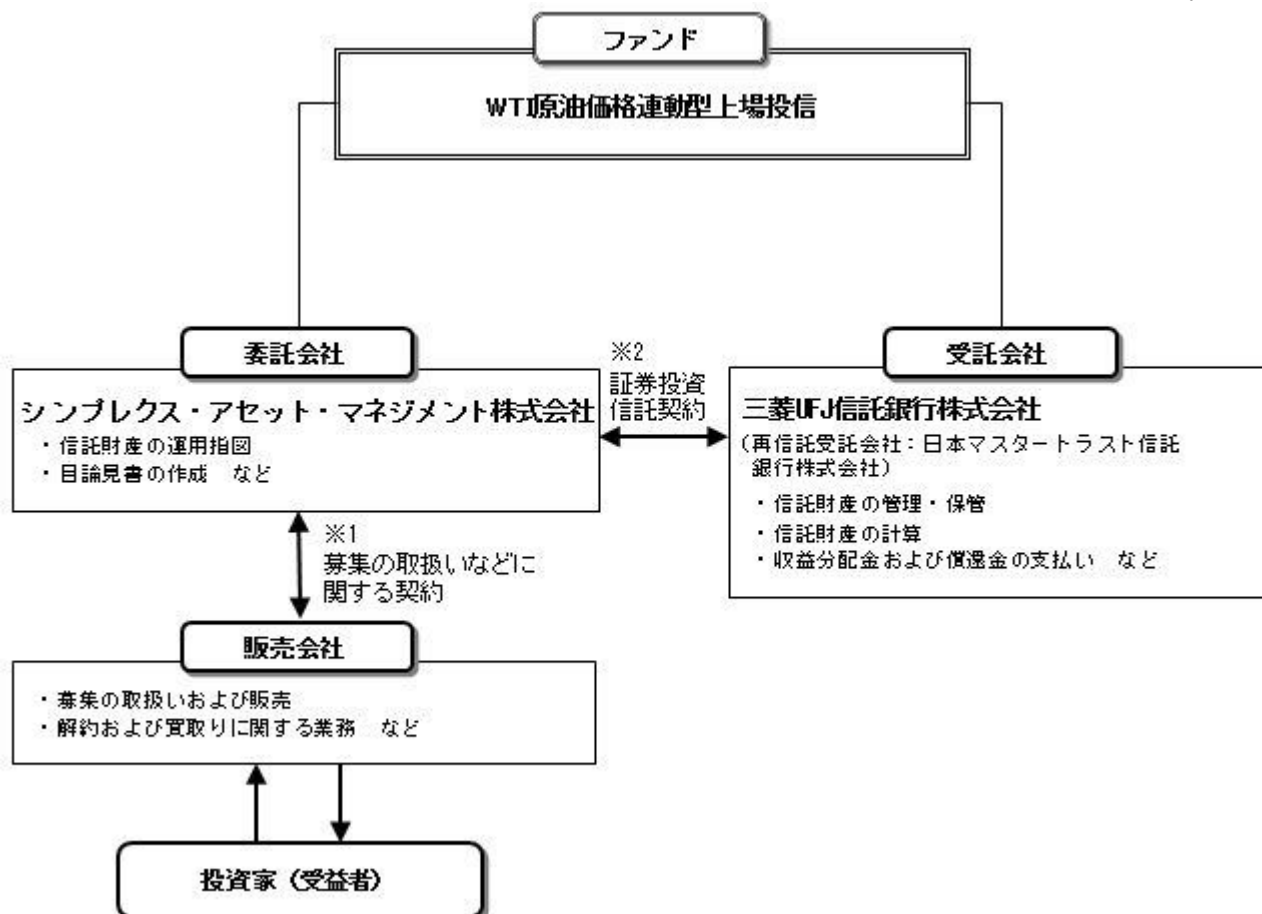 ファンド
WTI原油価格連動型上場投信
委託会社
シンプレクス・アセット・マネジメント株式会社
・信託財産の運用指図
・目論見書の作成　など
※2
証券投資
信託契約
受託会社
三菱UFJ信託銀行株式会社
(再信託受託会社：日本マスタートラスト信託
銀行株式会社)
・信託財産の管理・保管
・信託財産の計算
・収益分配金および償還金の支払い　など
※1
募集の取扱いなどに
関する契約
販売会社
・募集の取扱いおよび販売
・解約および買取りに関する業務　など
投資家（受益者）